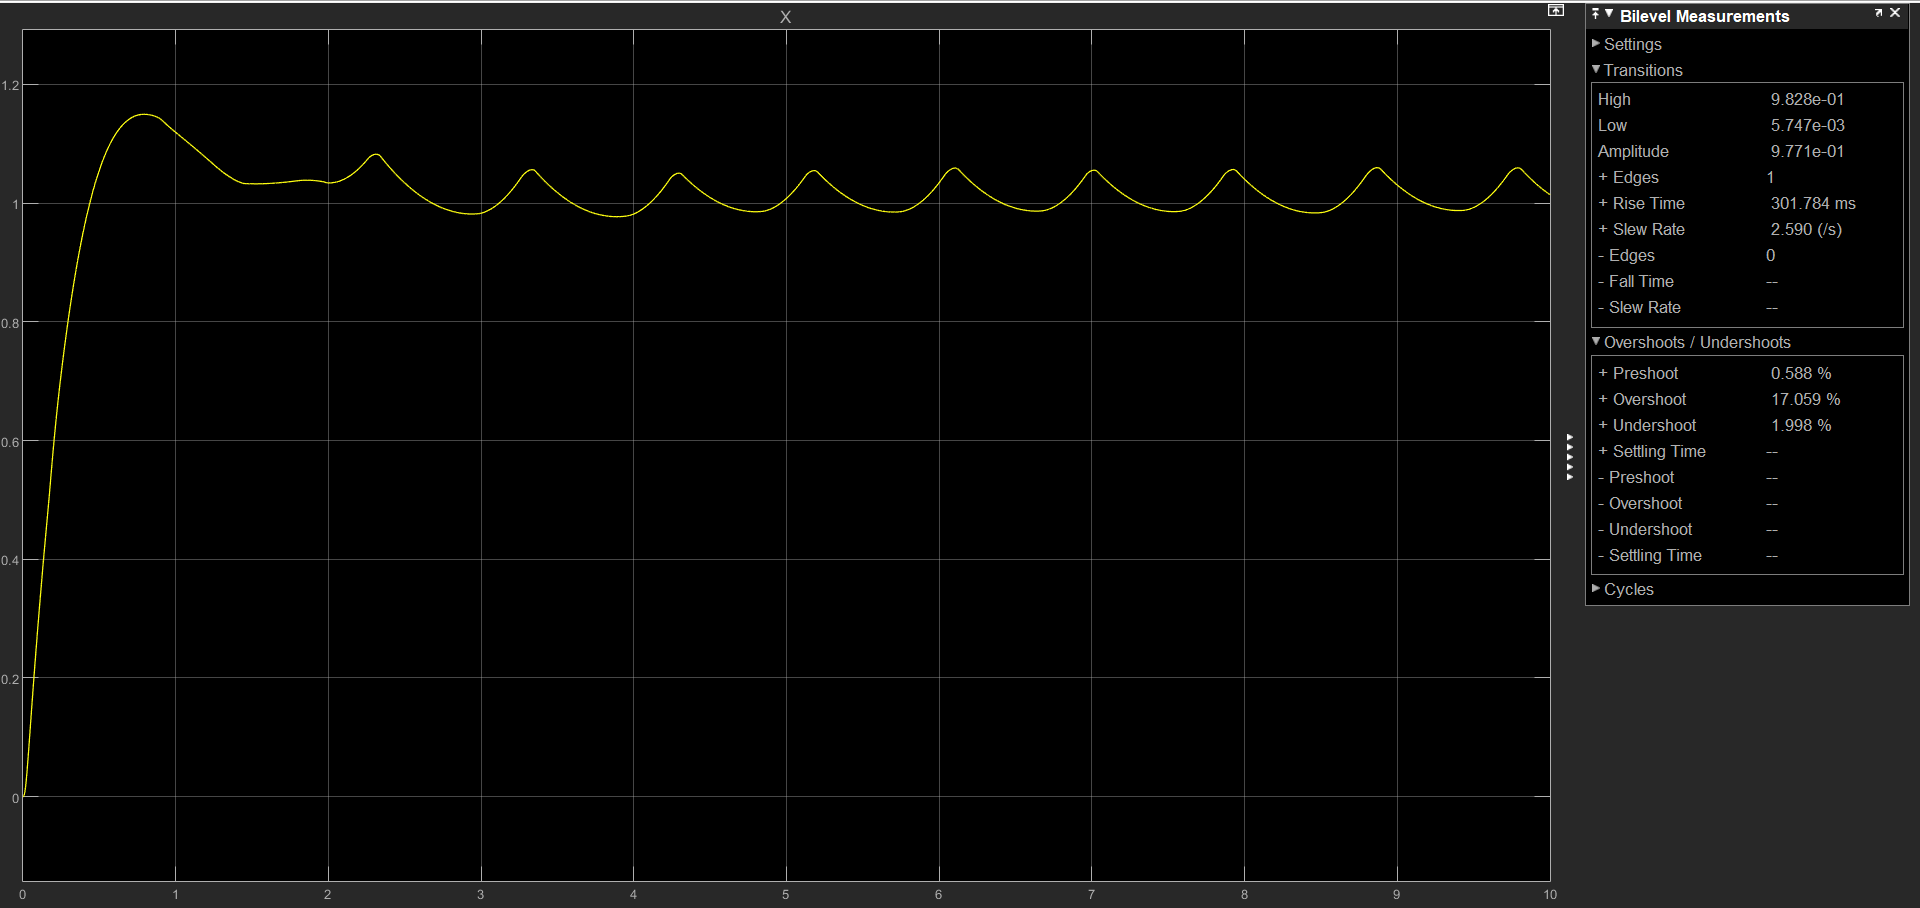 X
1.2
1
0.8
0.6
0.4
0.2
0
0 1 2 3 4 5 6 7 8 9 10
Bilevel Measurements
Settings
Transitions
High 9.828e-01
Low 5.747e-03
Amplitude 9.771e-01
+ Edges 1
+ Rise Time 301.784 ms
+ Slew Rate 2.590 (/s)
- Edges 0
- Fall Time --
- Slew Rate --
Overshoots / Undershoots
+ Preshoot 0.588 %
+ Overshoot 17.059 %
+ Undershoot 1.998 %
+ Settling Time --
- Preshoot --
- Overshoot --
- Undershoot --
- Settling Time --
Cycles